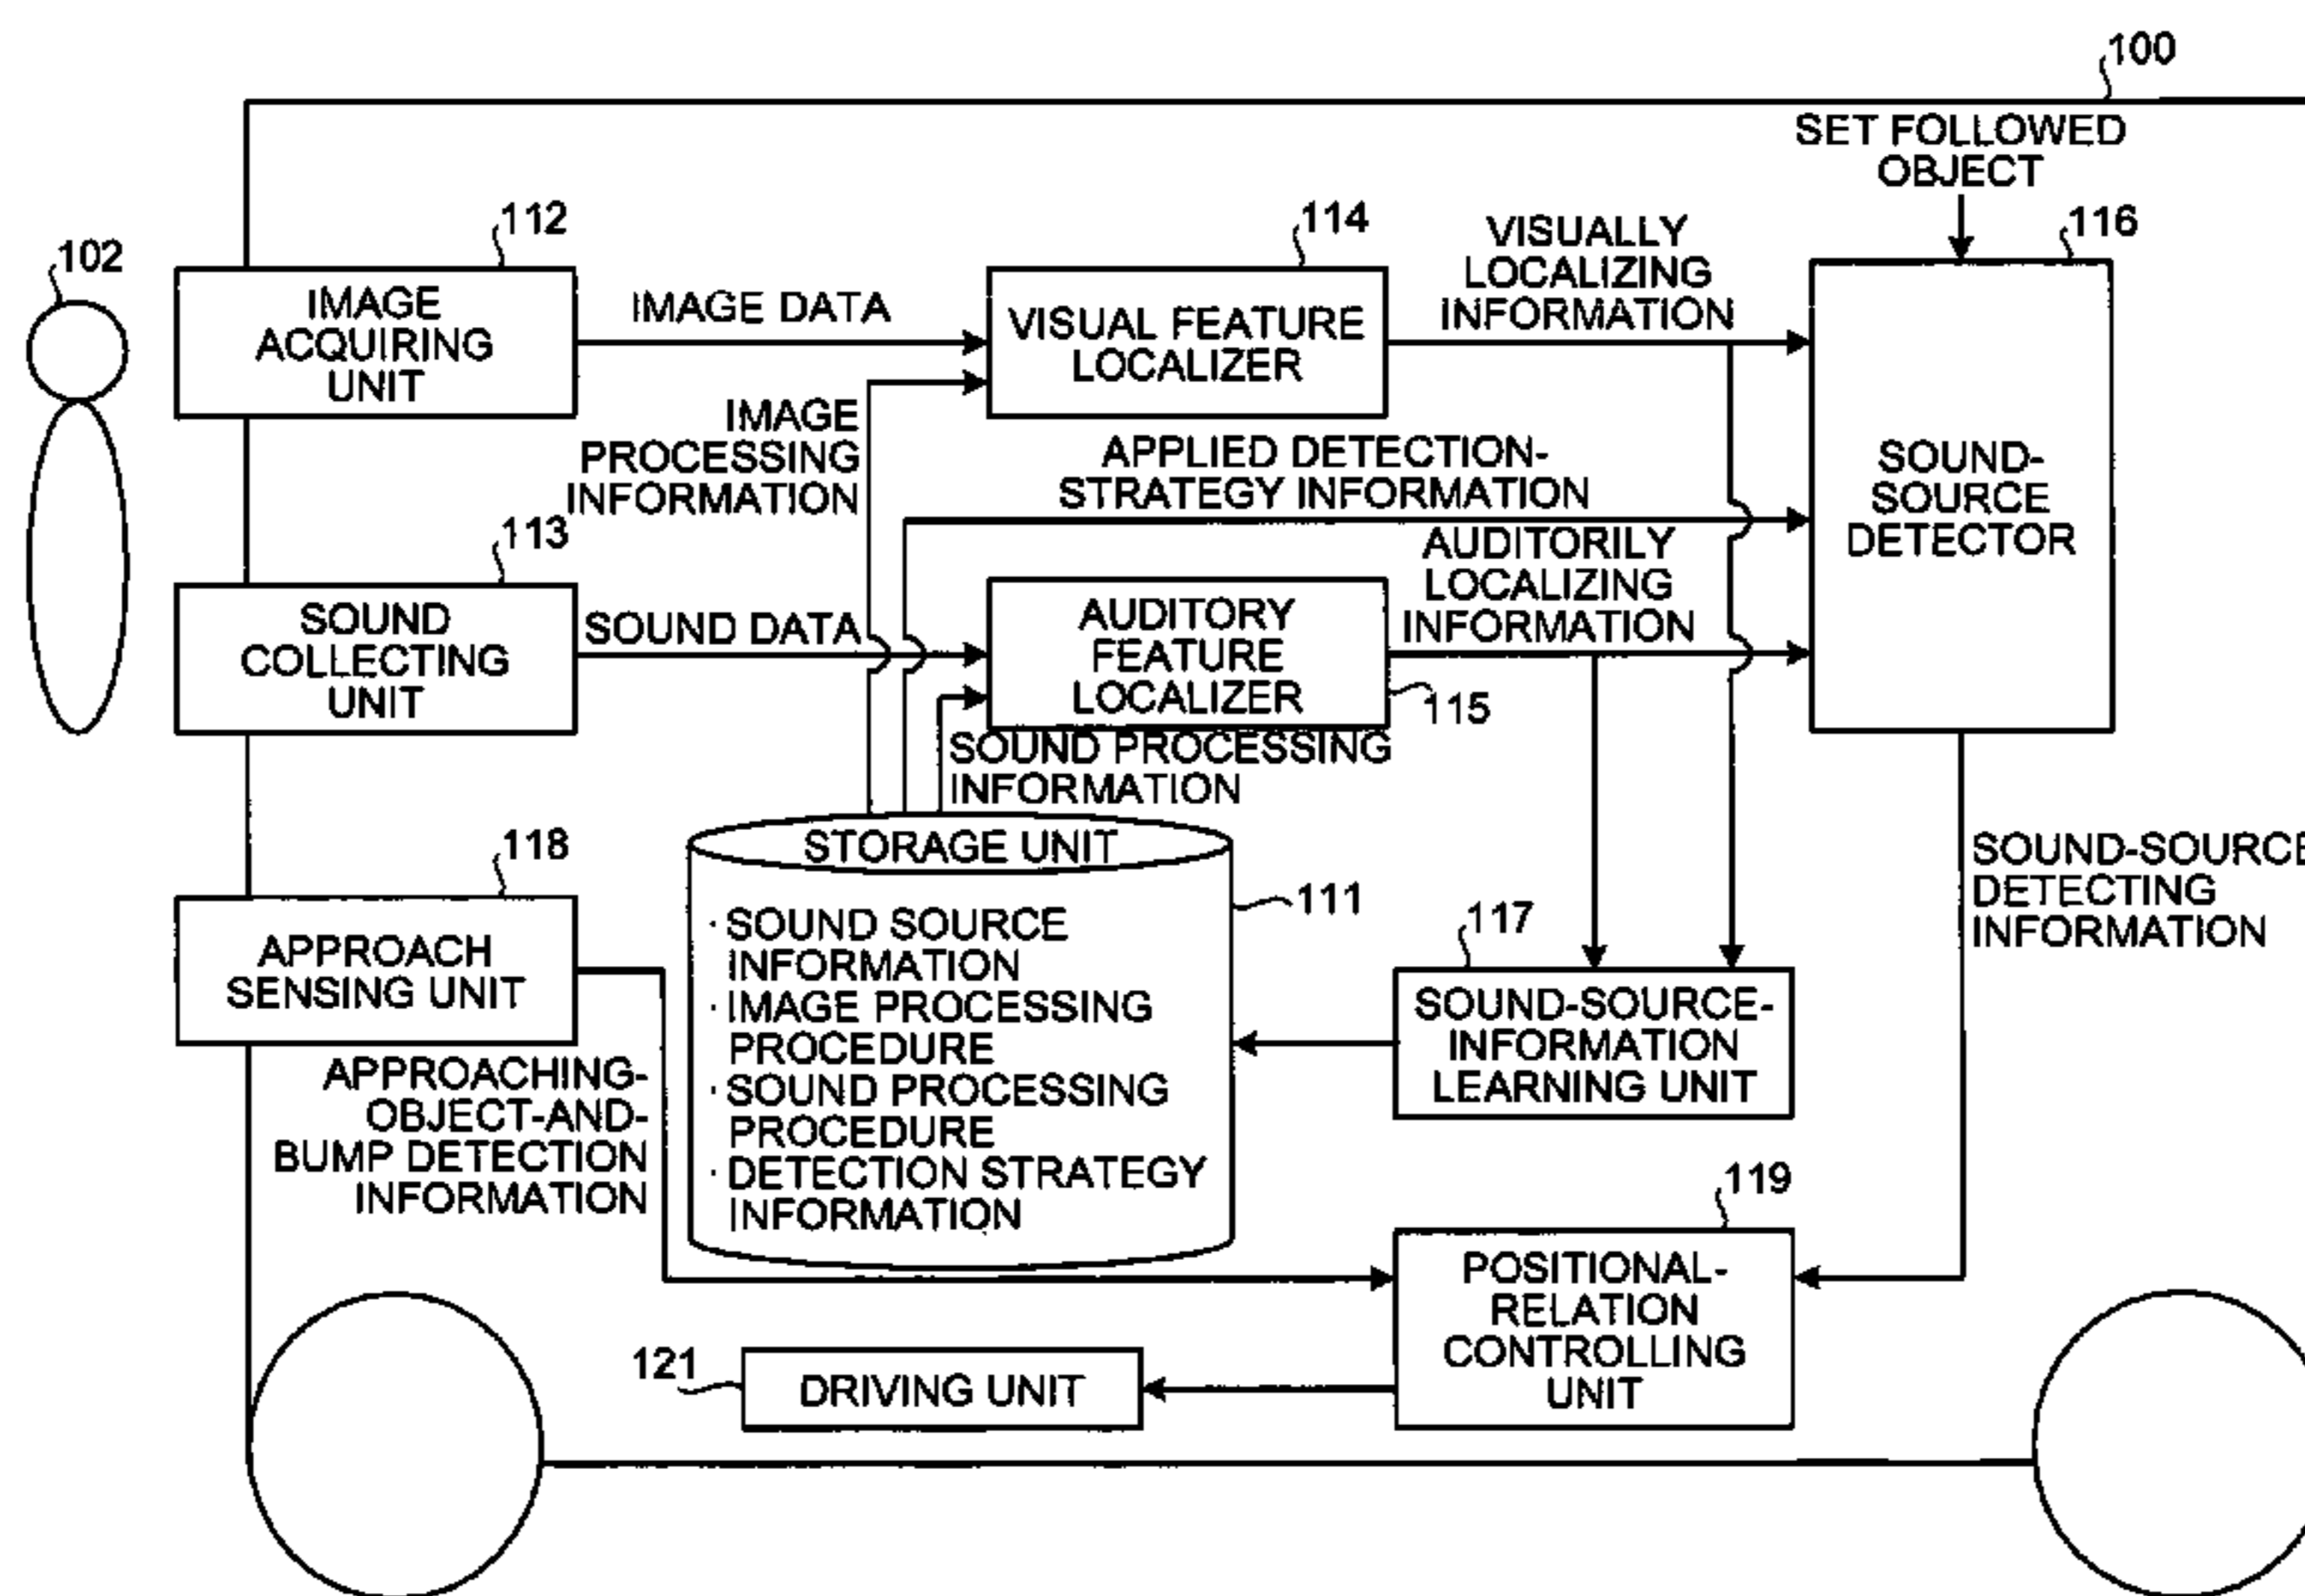 100
SET FOLLOWED
OBJECT
102
112
IMAGE
ACQUIRING
UNIT
IMAGE DATA
114
VISUAL FEATURE
LOCALIZER
VISUALLY
LOCALIZING
INFORMATION
116
SOUND-
SOURCE
DETECTOR
IMAGE
PROCESSING
INFORMATION
APPLIED DETECTION-
STRATEGY INFORMATION
113
SOUND
COLLECTING
UNIT
SOUND DATA
AUDITORY
FEATURE
LOCALIZER
115
AUDITORILY
LOCALIZING
INFORMATION
SOUND PROCESSING
INFORMATION
118
APPROACH
SENSING UNIT
APPROACHING-
OBJECT-AND-
BUMP DETECTION
INFORMATION
STORAGE UNIT
111
· SOUND SOURCE
INFORMATION
· IMAGE PROCESSING
PROCEDURE
· SOUND PROCESSING
PROCEDURE
· DETECTION STRATEGY
INFORMATION
117
SOUND-SOURCE-
INFORMATION
LEARNING UNIT
SOUND-SOURCE
DETECTING
INFORMATION
119
POSITIONAL-
RELATION
CONTROLLING
UNIT
121
DRIVING UNIT